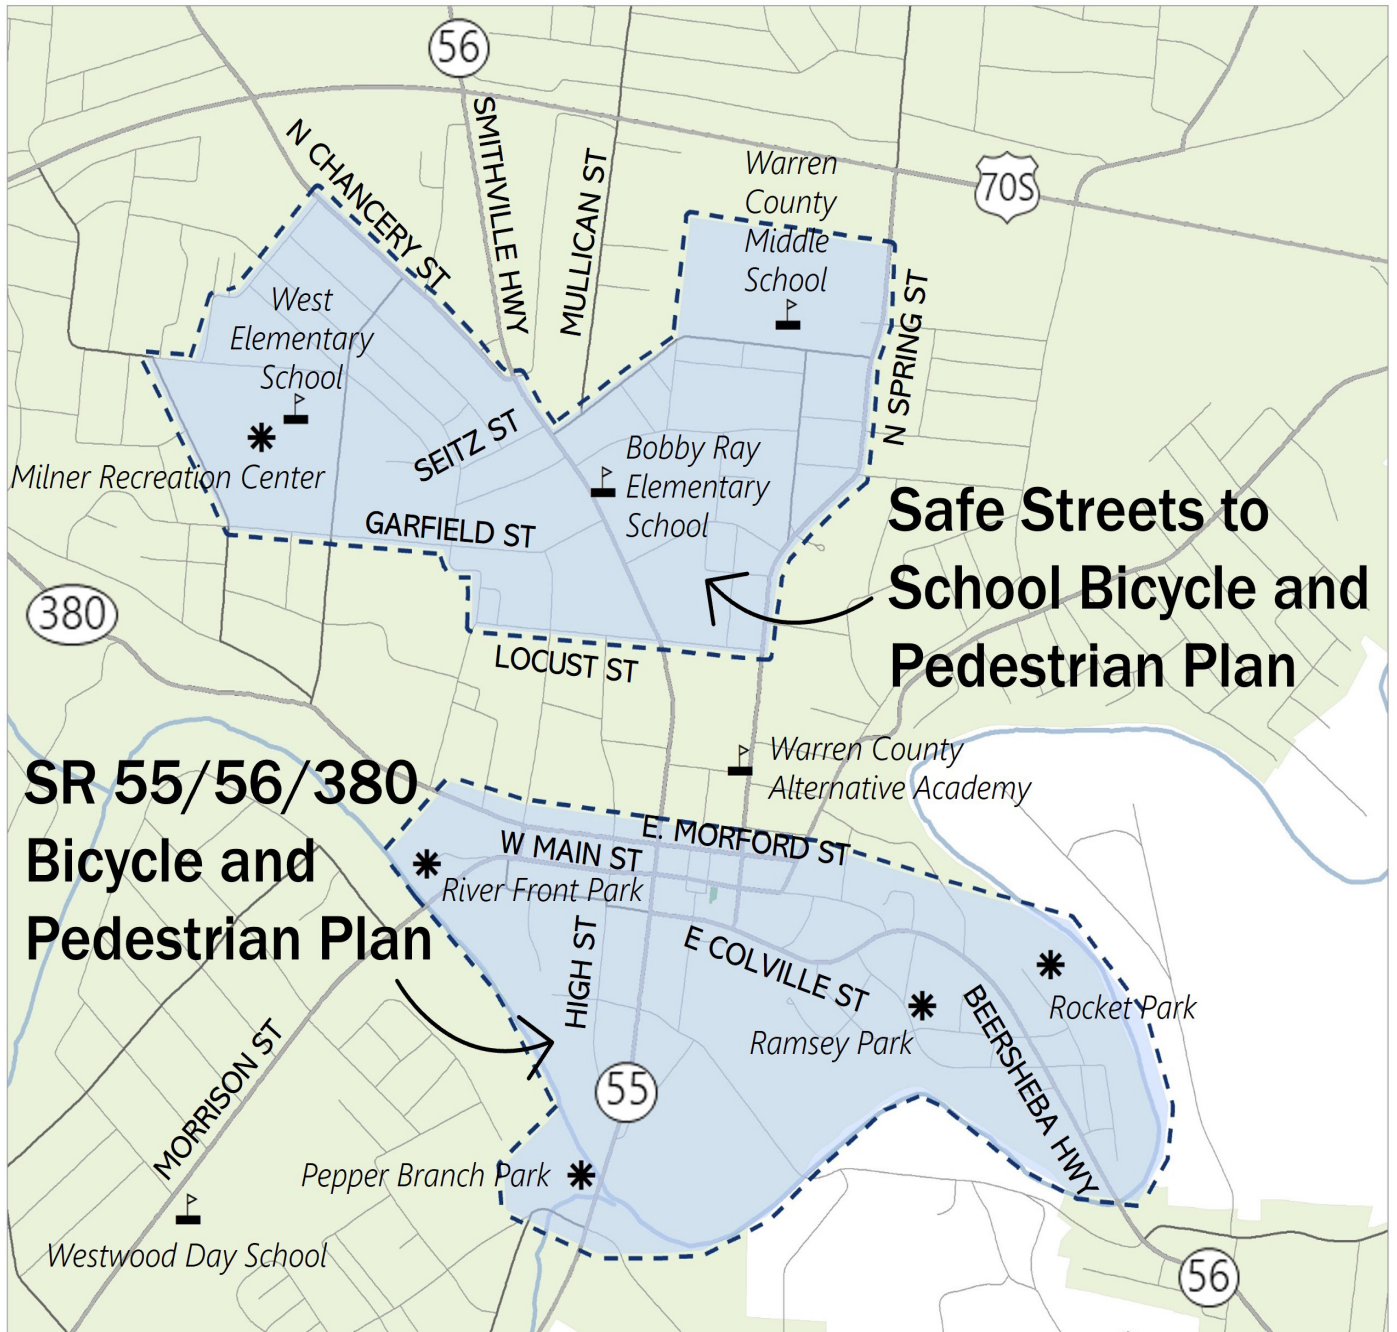 56
SMITHVILLE HWY
N CHANCERY ST
MULLICAN ST
Warren
County
Middle
School
70S
West
Elementary
School
N SPRING ST
SEITZ ST
Bobby Ray
Elementary
School
Milner Recreation Center
GARFIELD ST
Safe Streets to
School Bicycle and
Pedestrian Plan
380
LOCUST ST
Warren County
Alternative Academy
SR 55/56/380
Bicycle and
Pedestrian Plan
E. MORFORD ST
W MAIN ST
River Front Park
HIGH ST
E COLVILLE ST
Rocket Park
Ramsey Park
BEERSHEBA HWY
MORRISON ST
55
Pepper Branch Park
Westwood Day School
56